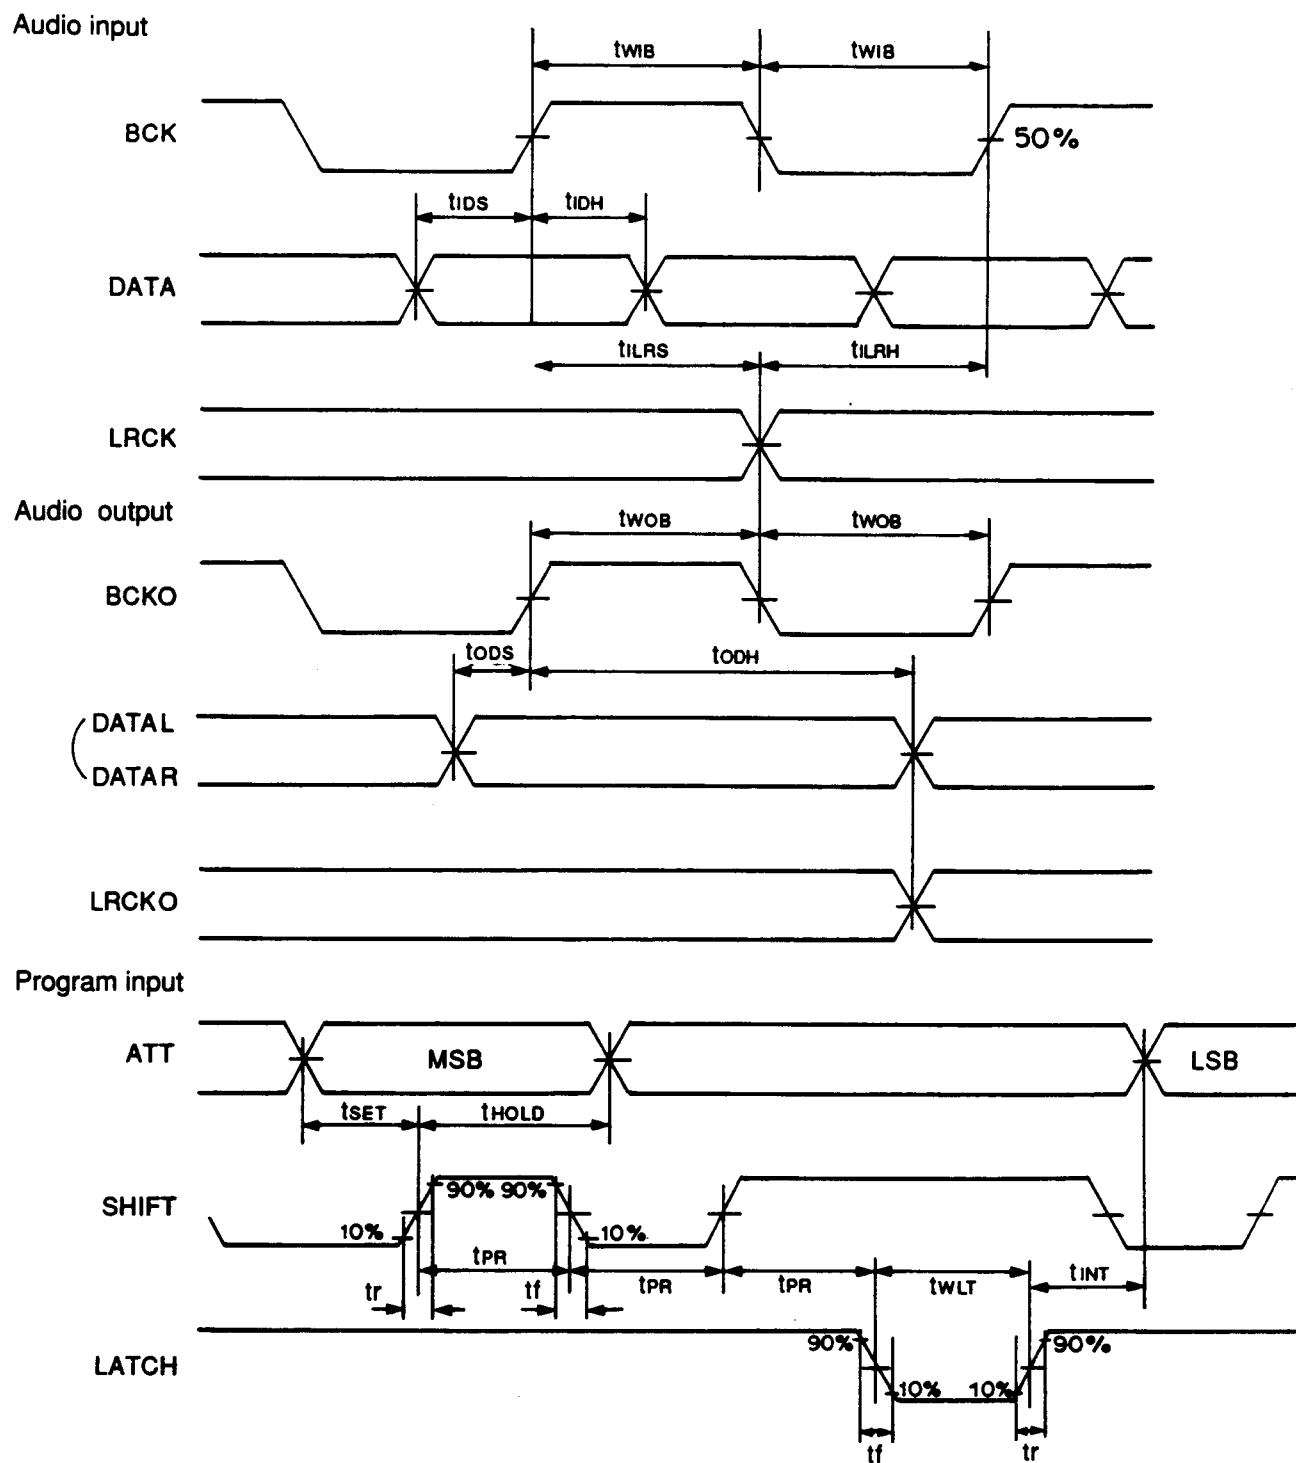 Audio input
tWIB tWIB
BCK 50%
tIDS tIDH
DATA
tILRS tILRH
LRCK
Audio output
tWOB tWOB
BCKO
tODS tODH
DATAL
DATAR
LRCKO
Program input
ATT MSB LSB
tSET tHOLD
SHIFT 90% 90%
10% 10%
tPR tPR tPR tWLT tINT
tr tf
LATCH 90% 90%
10% 10%
tf tr